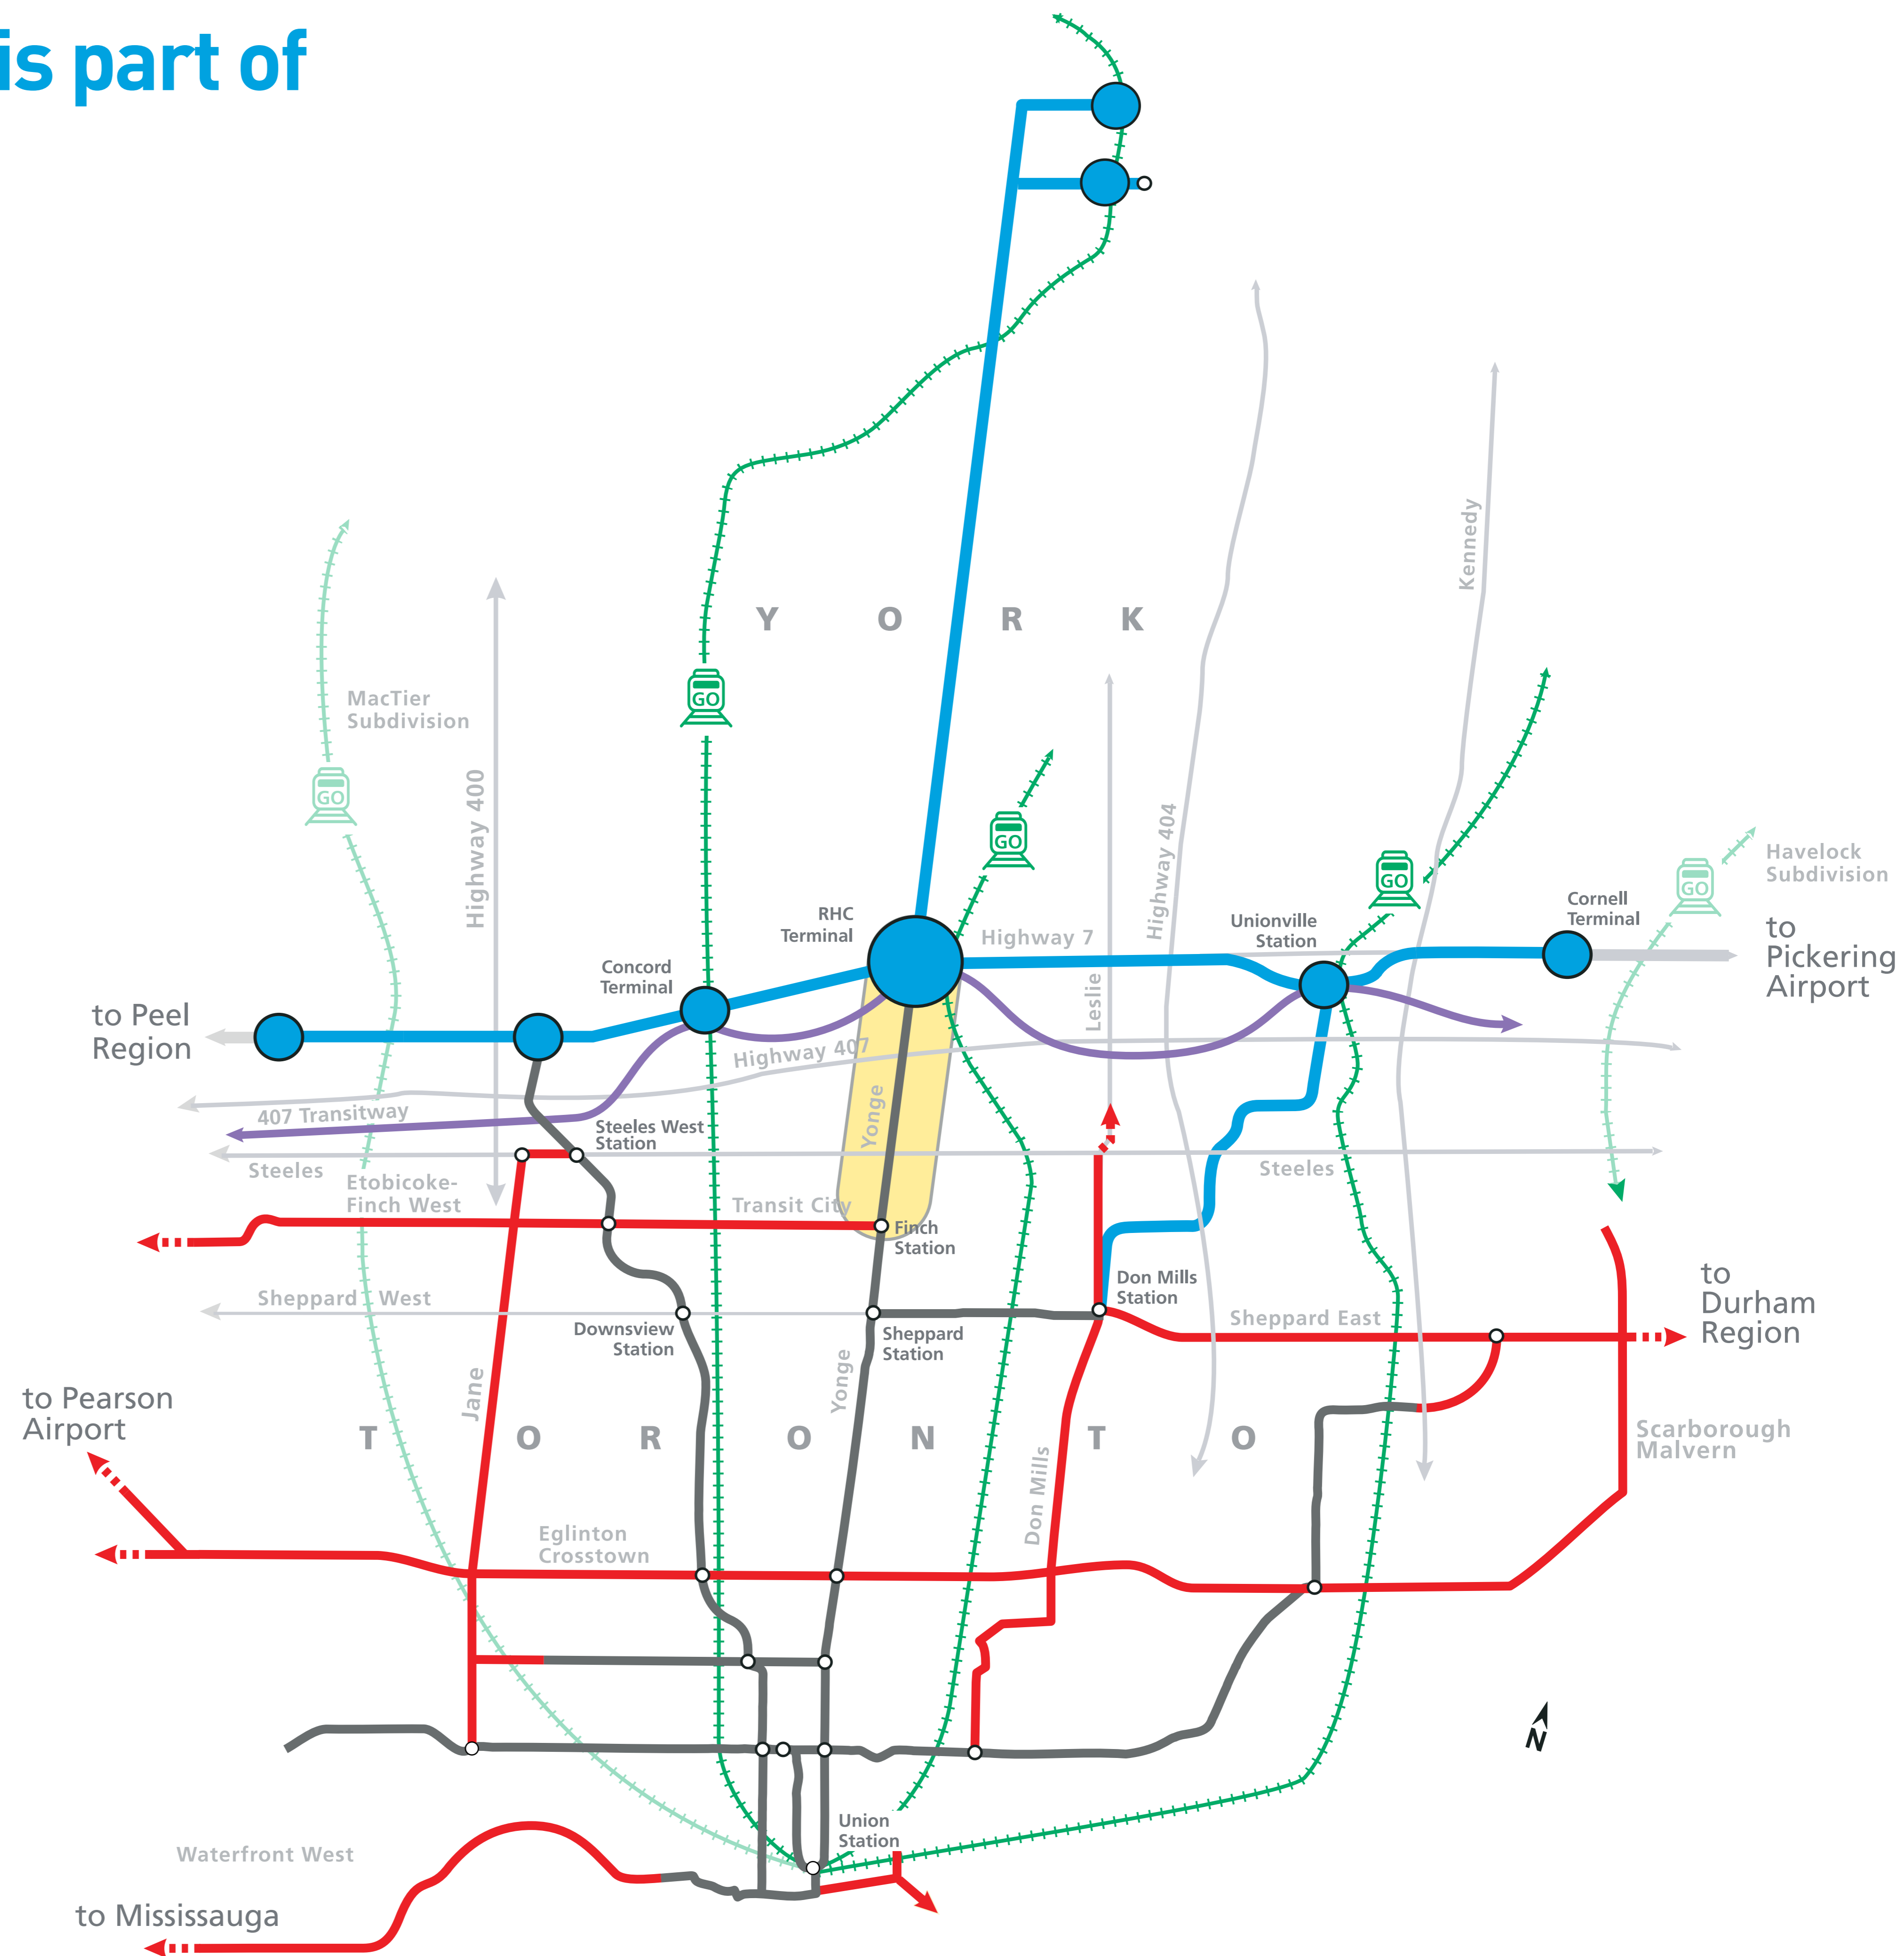 is part of
Y O R K
Kennedy
MacTier
Subdivision
GO
GO
Highway 400
GO
Highway 404
GO
GO
Havelock
Subdivision
Cornell
Terminal
RHC
Terminal
Unionville
Station
Highway 7
to
Pickering
Airport
Concord
Terminal
Leslie
to Peel
Region
Highway 407
407 Transitway
Yonge
Steeles West
Station
Steeles
Steeles
Etobicoke-
Finch West
Transit City
Finch
Station
Don Mills
Station
to
Durham
Region
Sheppard West
Sheppard East
Downsview
Station
Sheppard
Station
Jane
Yonge
to Pearson
Airport
T O R O N T O
Scarborough
Malvern
Don Mills
Eglinton
Crosstown
N
Union
Station
Waterfront West
to Mississauga